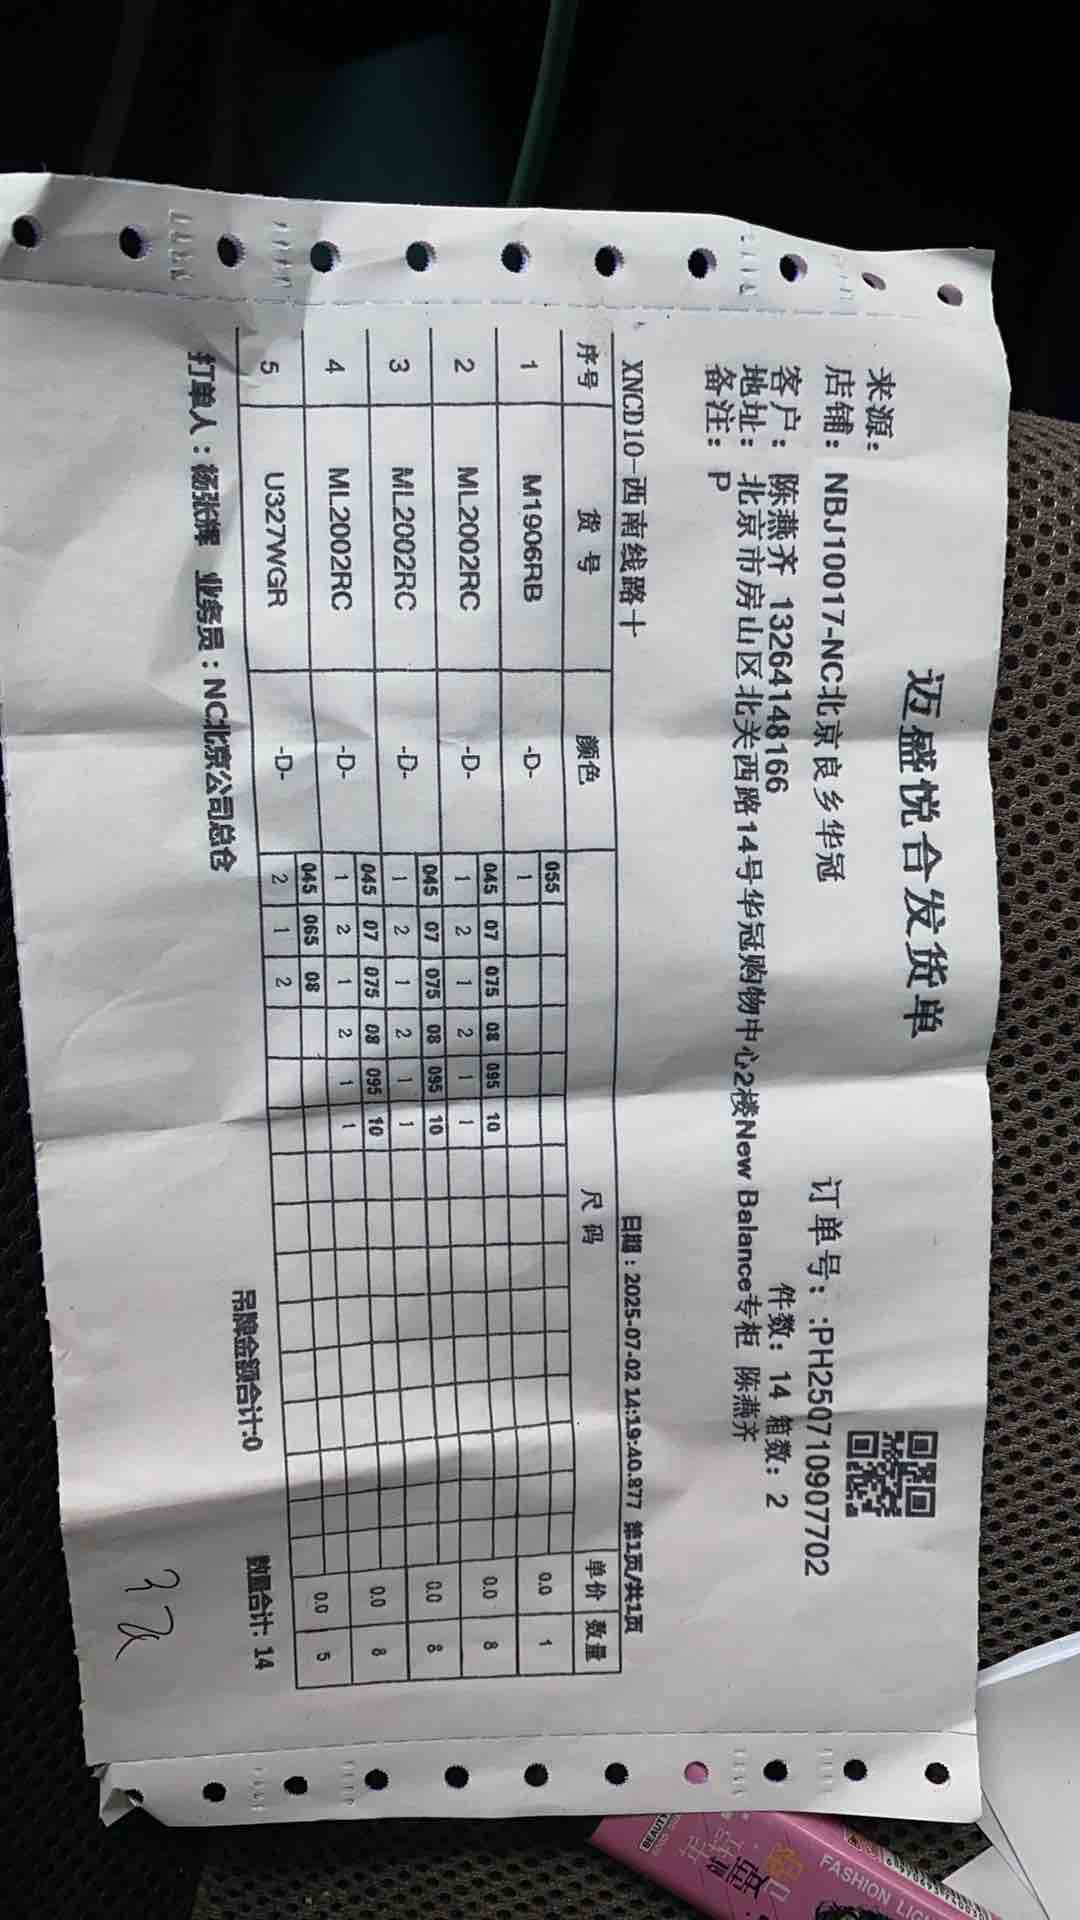 迈盛悦合发货单
来源:
店铺: NBJ10017-NC北京良乡华冠 订单号: :PH250710907702
客户: 陈燕齐 13264148166 件数: 14 箱数: 2
地址: 北京市房山区北关西路14号华冠购物中心2楼New Balance专柜 陈燕齐
备注: P
XNCD10-西南线路十 日期：2025-07-02 14:19:40.877 第1页/共1页
序号 货号 颜色 尺码 单价 数量
055
1 M1906RB -D- 1 0.0 1
045 07 075 08 095 10
2 ML2002RC -D- 1 2 1 2 1 1 0.0 8
045 07 075 08 095 10
3 ML2002RC -D- 1 2 1 2 1 1 0.0 8
045 07 075 08 095 10
4 ML2002RC -D- 1 2 1 2 1 1 0.0 8
045 065 08
5 U327WGR -D- 2 1 2 0.0 5
打单人：杨张辉 业务员：NC北京公司总仓 吊牌金额合计:0 数量合计: 14
FASHION
BEAUTY